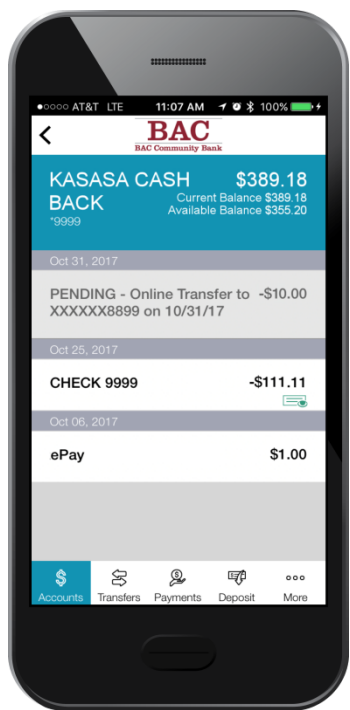 AT&T LTE 11:07 AM 100%
BAC
BAC Community Bank
KASASA CASH $389.18
BACK Current Balance $389.18
*9999 Available Balance $355.20
Oct 31, 2017
PENDING - Online Transfer to -$10.00
XXXXXX8899 on 10/31/
17
Oct 25, 2017
CHECK 9999 -$111.11
Oct 06, 2017
ePay $1.00
$ $
Accounts Transfers Payments Deposit More